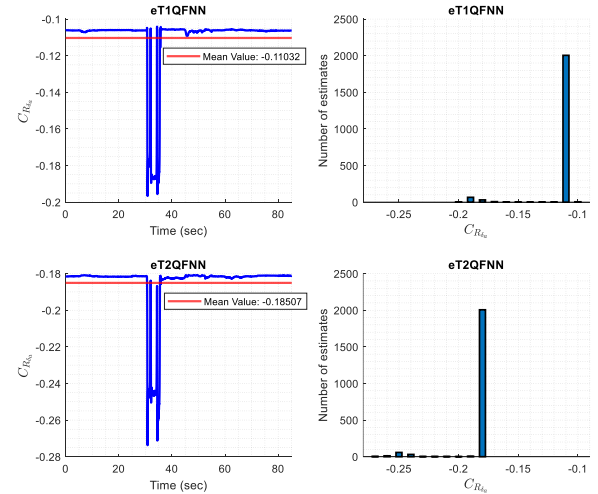 eT1QFNN
-0.1
-0.12
-0.14
-0.16
-0.18
-0.2
C_{R_{δ_a}}
Mean Value: -0.11032
0 20 40 60 80
Time (sec)
eT1QFNN
2500
2000
1500
1000
500
0
Number of estimates
-0.25 -0.2 -0.15 -0.1
C_{R_{δ_a}}
eT2QFNN
-0.18
-0.2
-0.22
-0.24
-0.26
-0.28
C_{R_{δ_a}}
Mean Value: -0.18507
0 20 40 60 80
Time (sec)
eT2QFNN
2500
2000
1500
1000
500
0
Number of estimates
-0.25 -0.2 -0.15 -0.1
C_{R_{δ_a}}